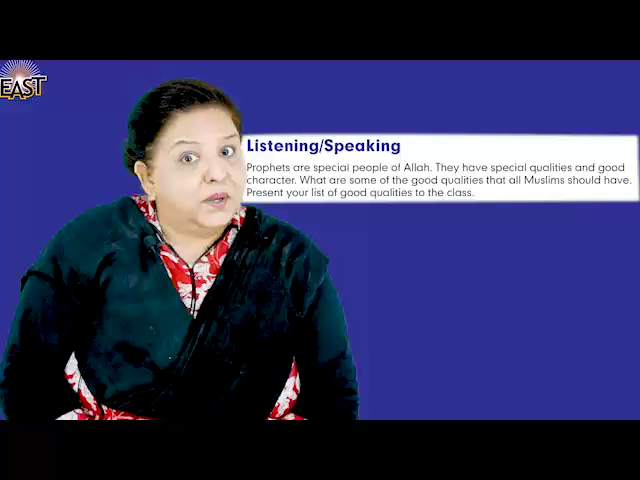 EAST
Listening/Speaking
Prophets are special people of Allah. They have special qualities and good
character. What are some of the good qualities that all Muslims should have.
Present your list of good qualities to the class.